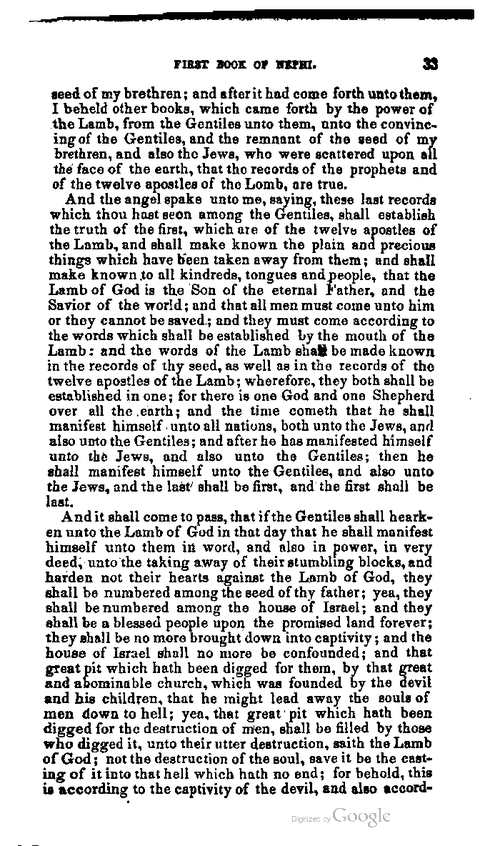 FIRST BOOK OF NEPHI. 33
seed of my brethren; and after it had come forth unto them,
I beheld other books, which came forth by the power of
the Lamb, from the Gentiles unto them, unto the convinc-
ing of the Gentiles, and the remnant of the seed of my
brethren, and also the Jews, who were scattered upon all
the face of the earth, that the records of the prophets and
of the twelve apostles of the Lomb, are true.
And the angel spake unto me, saying, these last records
which thou hast seen among the Gentiles, shall establish
the truth of the first, which are of the twelve apostles of
the Lamb, and shall make known the plain and precious
things which have been taken away from them; and shall
make known to all kindreds, tongues and people, that the
Lamb of God is the Son of the eternal Father, and the
Savior of the world; and that all men must come unto him
or they cannot be saved; and they must come according to
the words which shall be established by the mouth of the
Lamb: and the words of the Lamb shall be made known
in the records of thy seed, as well as in the records of the
twelve apostles of the Lamb; wherefore, they both shall be
established in one; for there is one God and one Shepherd
over all the earth; and the time cometh that he shall
manifest himself unto all nations, both unto the Jews, and
also unto the Gentiles; and after he has manifested himself
unto the Jews, and also unto the Gentiles; then he
shall manifest himself unto the Gentiles, and also unto
the Jews, and the last shall be first, and the first shall be
last.
And it shall come to pass, that if the Gentiles shall heark-
en unto the Lamb of God in that day that he shall manifest
himself unto them in word, and also in power, in very
deed, unto the taking away of their stumbling blocks, and
harden not their hearts against the Lamb of God, they
shall be numbered among the seed of thy father; yea, they
shall be numbered among the house of Israel; and they
shall be a blessed people upon the promised land forever;
they shall be no more brought down into captivity; and the
house of Israel shall no more be confounded; and that
great pit which hath been digged for them, by that great
and abominable church, which was founded by the devil
and his children, that he might lead away the souls of
men down to hell; yea, that great pit which hath been
digged for the destruction of men, shall be filled by those
who digged it, unto their utter destruction, saith the Lamb
of God; not the destruction of the soul, save it be the cast-
ing of it into that hell which hath no end; for behold, this
is according to the captivity of the devil, and also accord-
Digitized by Google